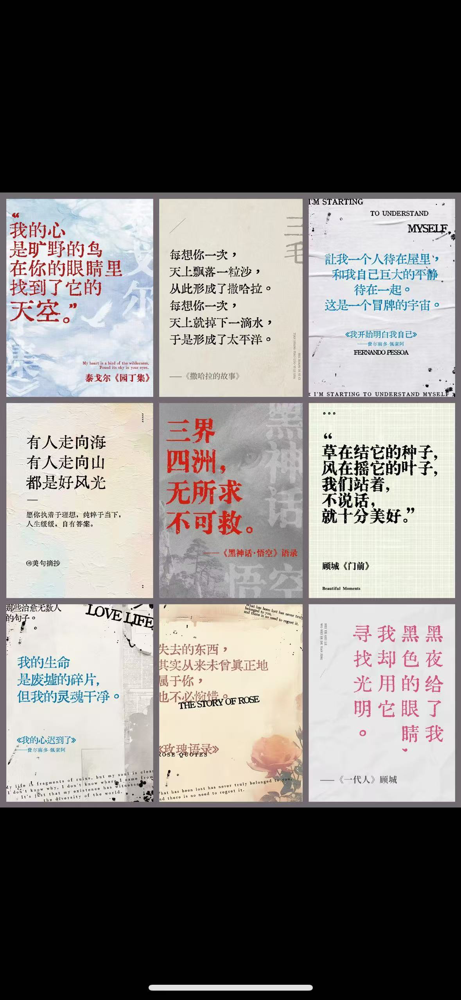 “
我的心
是旷野的鸟
在你的眼睛里
找到了它的
天空。”
My heart is a bird of the wilderness,
Found its sky in your eyes.
泰戈尔《园丁集》
三毛
每想你一次，
天上飘落一粒沙，
从此形成了撒哈拉。
每想你一次，
天上就掉下一滴水，
于是形成了太平洋。
MEI XIANG NI YI CI
TIAN SHANG PIAO LUO YI LI SHA
——《撒哈拉的故事》
I'M STARTING
TO UNDERSTAND
MYSELF
讓我一个人待在屋里，
和我自己巨大的平静
待在一起。
这是一个冒牌的宇宙。
《我开始明白我自己》
——费尔南多·佩索阿
FERNANDO PESSOA
I'M STARTING TO UNDERSTAND MYSELF
有人走向海
有人走向山
都是好风光
愿你执着于理想，纯粹于当下，
人生缓缓，自有答案。
@美句摘抄
黑神话
三界
四洲，
无所求
不可救。
——《黑神话·悟空》语录
悟空
“
草在结它的种子，
风在摇它的叶子，
我们站着，
不说话，
就十分美好。”
顾城《门前》
Beautiful Moments
那些治愈无数人
的句子。
LOVE LIFE
我的生命
是废墟的碎片，
但我的灵魂干净。
《我的心迟到了》
——费尔南多·佩索阿
My life is fragments of ruins, but my soul is clear
I don't know why, I don't know where I came from
It's just that my existence has witnesse
the diversity of the world.
What has been lost has never truly
belonged to you,
and there is no need to regret it.
失去的东西，
其实从来未曾真正地
属于你，
也不必惋惜。
THE STORY OF ROSE
《玫瑰语录》
ROSE QUOTES
What has been lost has never truly belonged to you,
and there is no need to regret it.
HEI YE GEI LE
WO HEI SE DE YAN JING
黑夜给了我
黑色的眼睛，
我却用它
寻找光明。
——《一代人》顾城